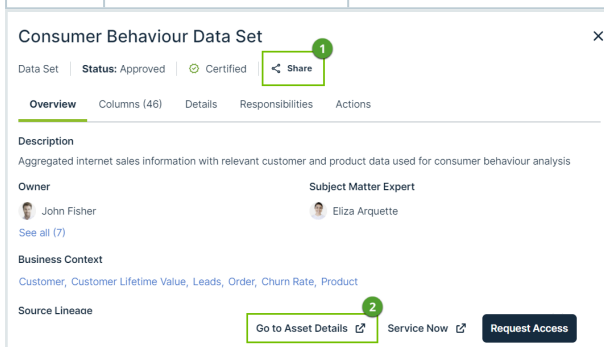 Consumer Behaviour Data Set
1
Data Set Status: Approved Certified Share
Overview Columns (46) Details Responsibilities Actions
Description
Aggregated internet sales information with relevant customer and product data used for consumer behaviour analysis
Owner Subject Matter Expert
John Fisher Eliza Arquette
See all (7)
Business Context
Customer, Customer Lifetime Value, Leads, Order, Churn Rate, Product
Source Lineage
2
Go to Asset Details Service Now Request Access